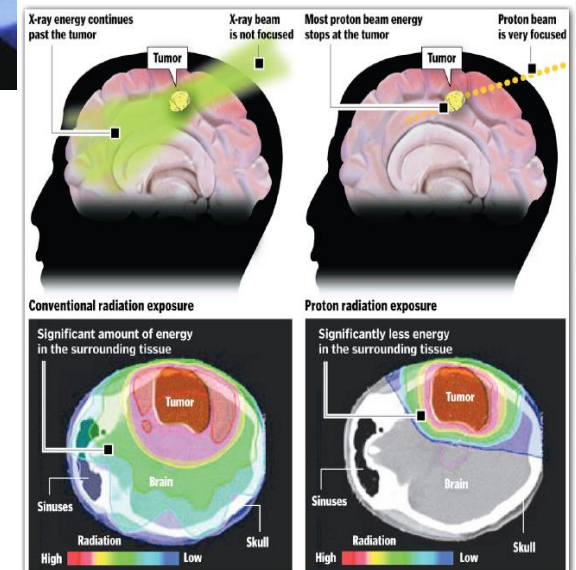 X-ray energy continues
past the tumor
X-ray beam
is not focused
Tumor
Most proton beam energy
stops at the tumor
Proton beam
is very focused
Tumor
Conventional radiation exposure
Significant amount of energy
in the surrounding tissue
Tumor
Brain
Sinuses
Skull
Radiation
High
Low
Proton radiation exposure
Significantly less energy
in the surrounding tissue
Tumor
Brain
Sinuses
Skull
Radiation
High
Low